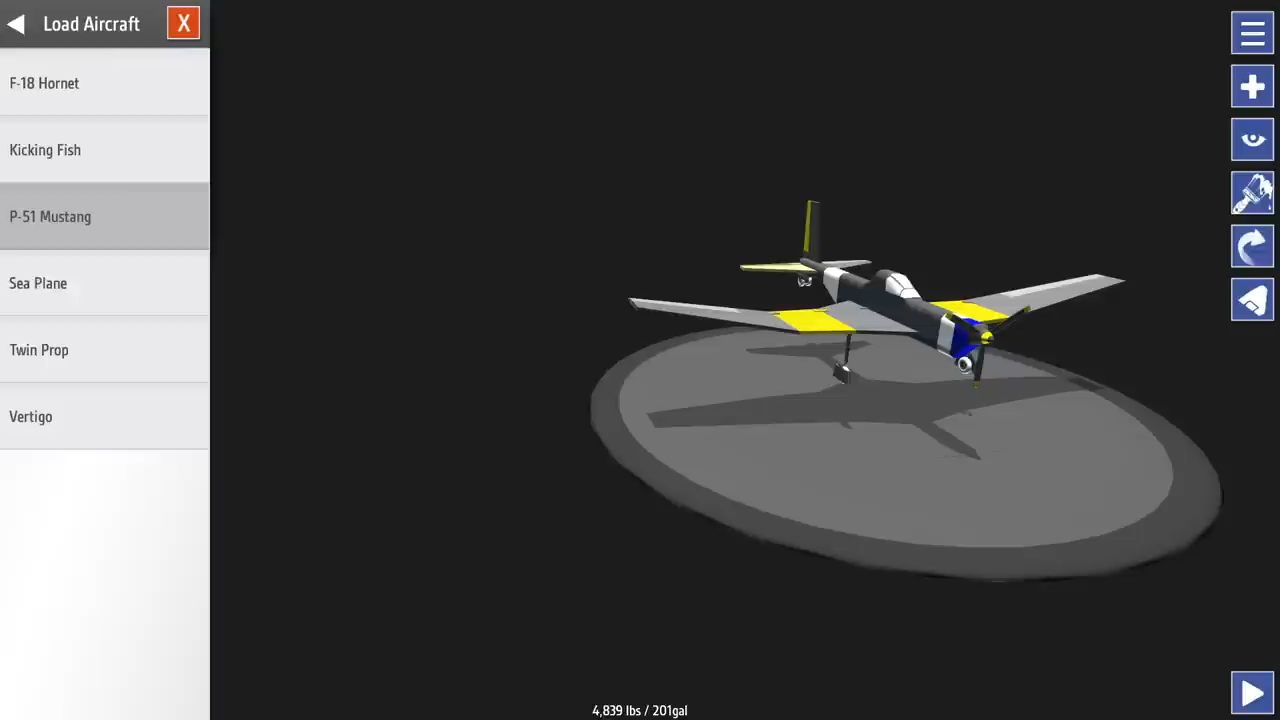 Load Aircraft X
F-18 Hornet
Kicking Fish
P-51 Mustang
Sea Plane
Twin Prop
Vertigo
4,839 lbs / 201gal